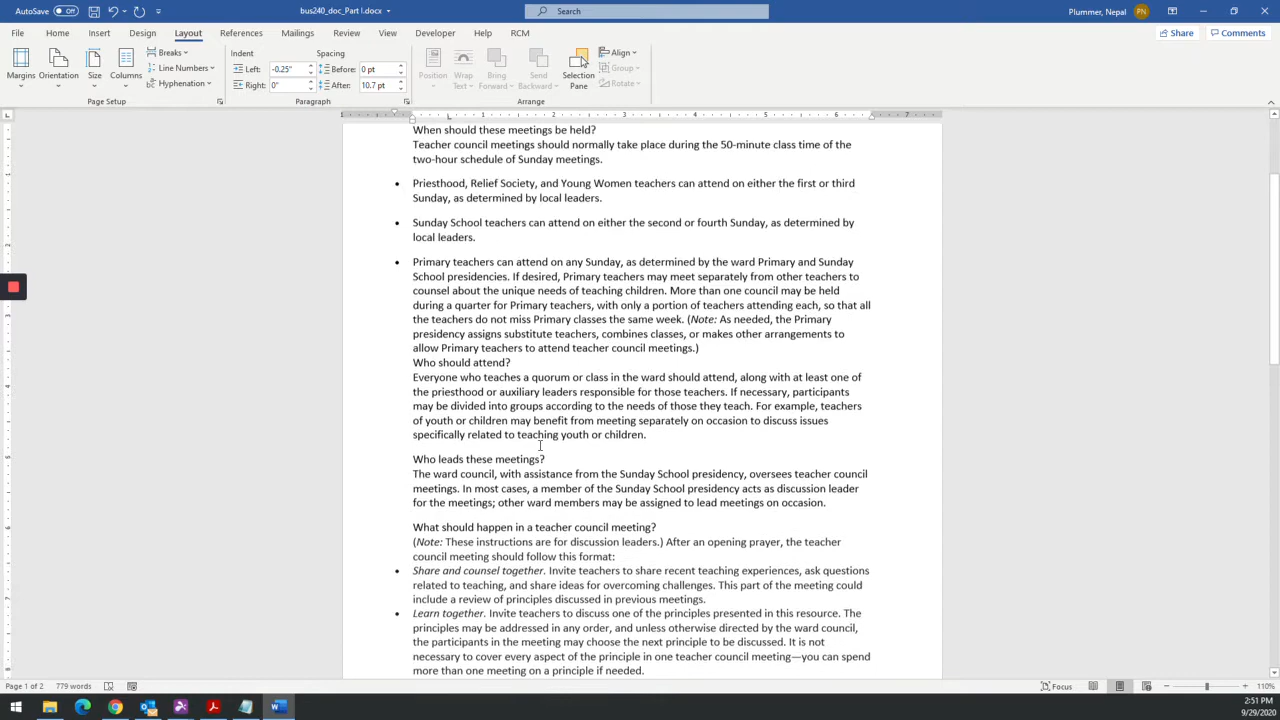 AutoSave Off bus240_doc_Part I.docx Search Plummer, Nepal PN
File Home Insert Design Layout References Mailings Review View Developer Help RCM Share Comments
Breaks Indent Spacing Align
Line Numbers Left: -0.25" Before: 0 pt Group
Margins Orientation Size Columns Hyphenation Right: 0" After: 10.7 pt Position Wrap Text Bring Forward Send Backward Selection Pane Rotate
Page Setup Paragraph Arrange
1 1 2 3 4 5 6 7
When should these meetings be held?
Teacher council meetings should normally take place during the 50-minute class time of the
two-hour schedule of Sunday meetings.
• Priesthood, Relief Society, and Young Women teachers can attend on either the first or third
Sunday, as determined by local leaders.
• Sunday School teachers can attend on either the second or fourth Sunday, as determined by
local leaders.
• Primary teachers can attend on any Sunday, as determined by the ward Primary and Sunday
School presidencies. If desired, Primary teachers may meet separately from other teachers to
counsel about the unique needs of teaching children. More than one council may be held
during a quarter for Primary teachers, with only a portion of teachers attending each, so that all
the teachers do not miss Primary classes the same week. (Note: As needed, the Primary
presidency assigns substitute teachers, combines classes, or makes other arrangements to
allow Primary teachers to attend teacher council meetings.)
Who should attend?
Everyone who teaches a quorum or class in the ward should attend, along with at least one of
the priesthood or auxiliary leaders responsible for those teachers. If necessary, participants
may be divided into groups according to the needs of those they teach. For example, teachers
of youth or children may benefit from meeting separately on occasion to discuss issues
specifically related to teaching youth or children.
Who leads these meetings?
The ward council, with assistance from the Sunday School presidency, oversees teacher council
meetings. In most cases, a member of the Sunday School presidency acts as discussion leader
for the meetings; other ward members may be assigned to lead meetings on occasion.
What should happen in a teacher council meeting?
(Note: These instructions are for discussion leaders.) After an opening prayer, the teacher
council meeting should follow this format:
• Share and counsel together. Invite teachers to share recent teaching experiences, ask questions
related to teaching, and share ideas for overcoming challenges. This part of the meeting could
include a review of principles discussed in previous meetings.
• Learn together. Invite teachers to discuss one of the principles presented in this resource. The
principles may be addressed in any order, and unless otherwise directed by the ward council,
the participants in the meeting may choose the next principle to be discussed. It is not
necessary to cover every aspect of the principle in one teacher council meeting—you can spend
more than one meeting on a principle if needed.
Page 1 of 2 779 words Focus 110%
2:51 PM
9/29/2020